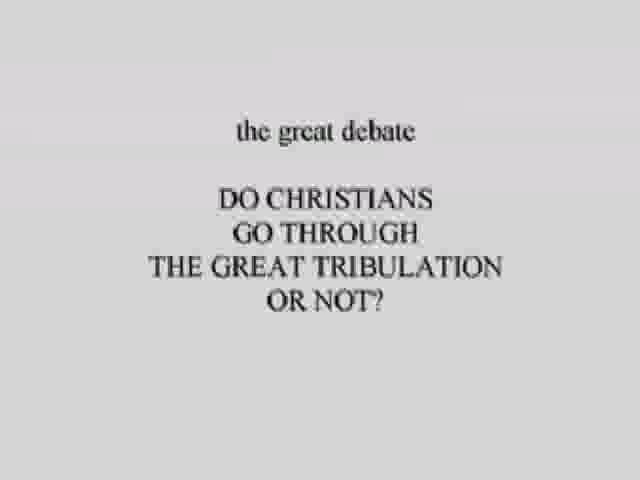 the great debate
DO CHRISTIANS
GO THROUGH
THE GREAT TRIBULATION
OR NOT?